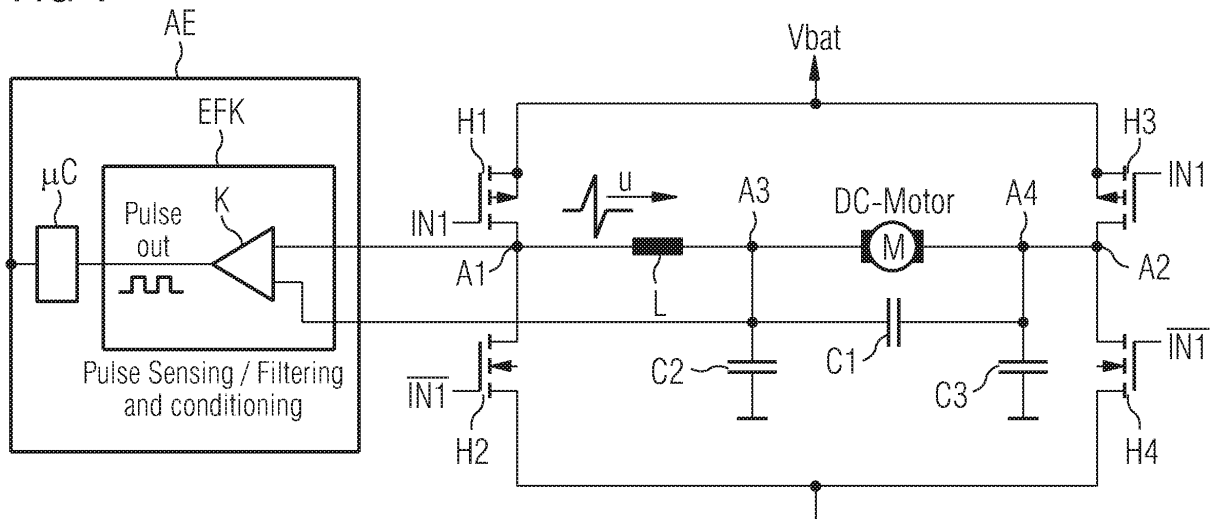 AE
Vbat
EFK
H1
H3
μC
K
u
A3
A4
IN1
Pulse
out
DC-Motor
IN1
M
A1
A2
L
C1
C2
C3
IN1
Pulse Sensing / Filtering
and conditioning
IN1
H2
H4